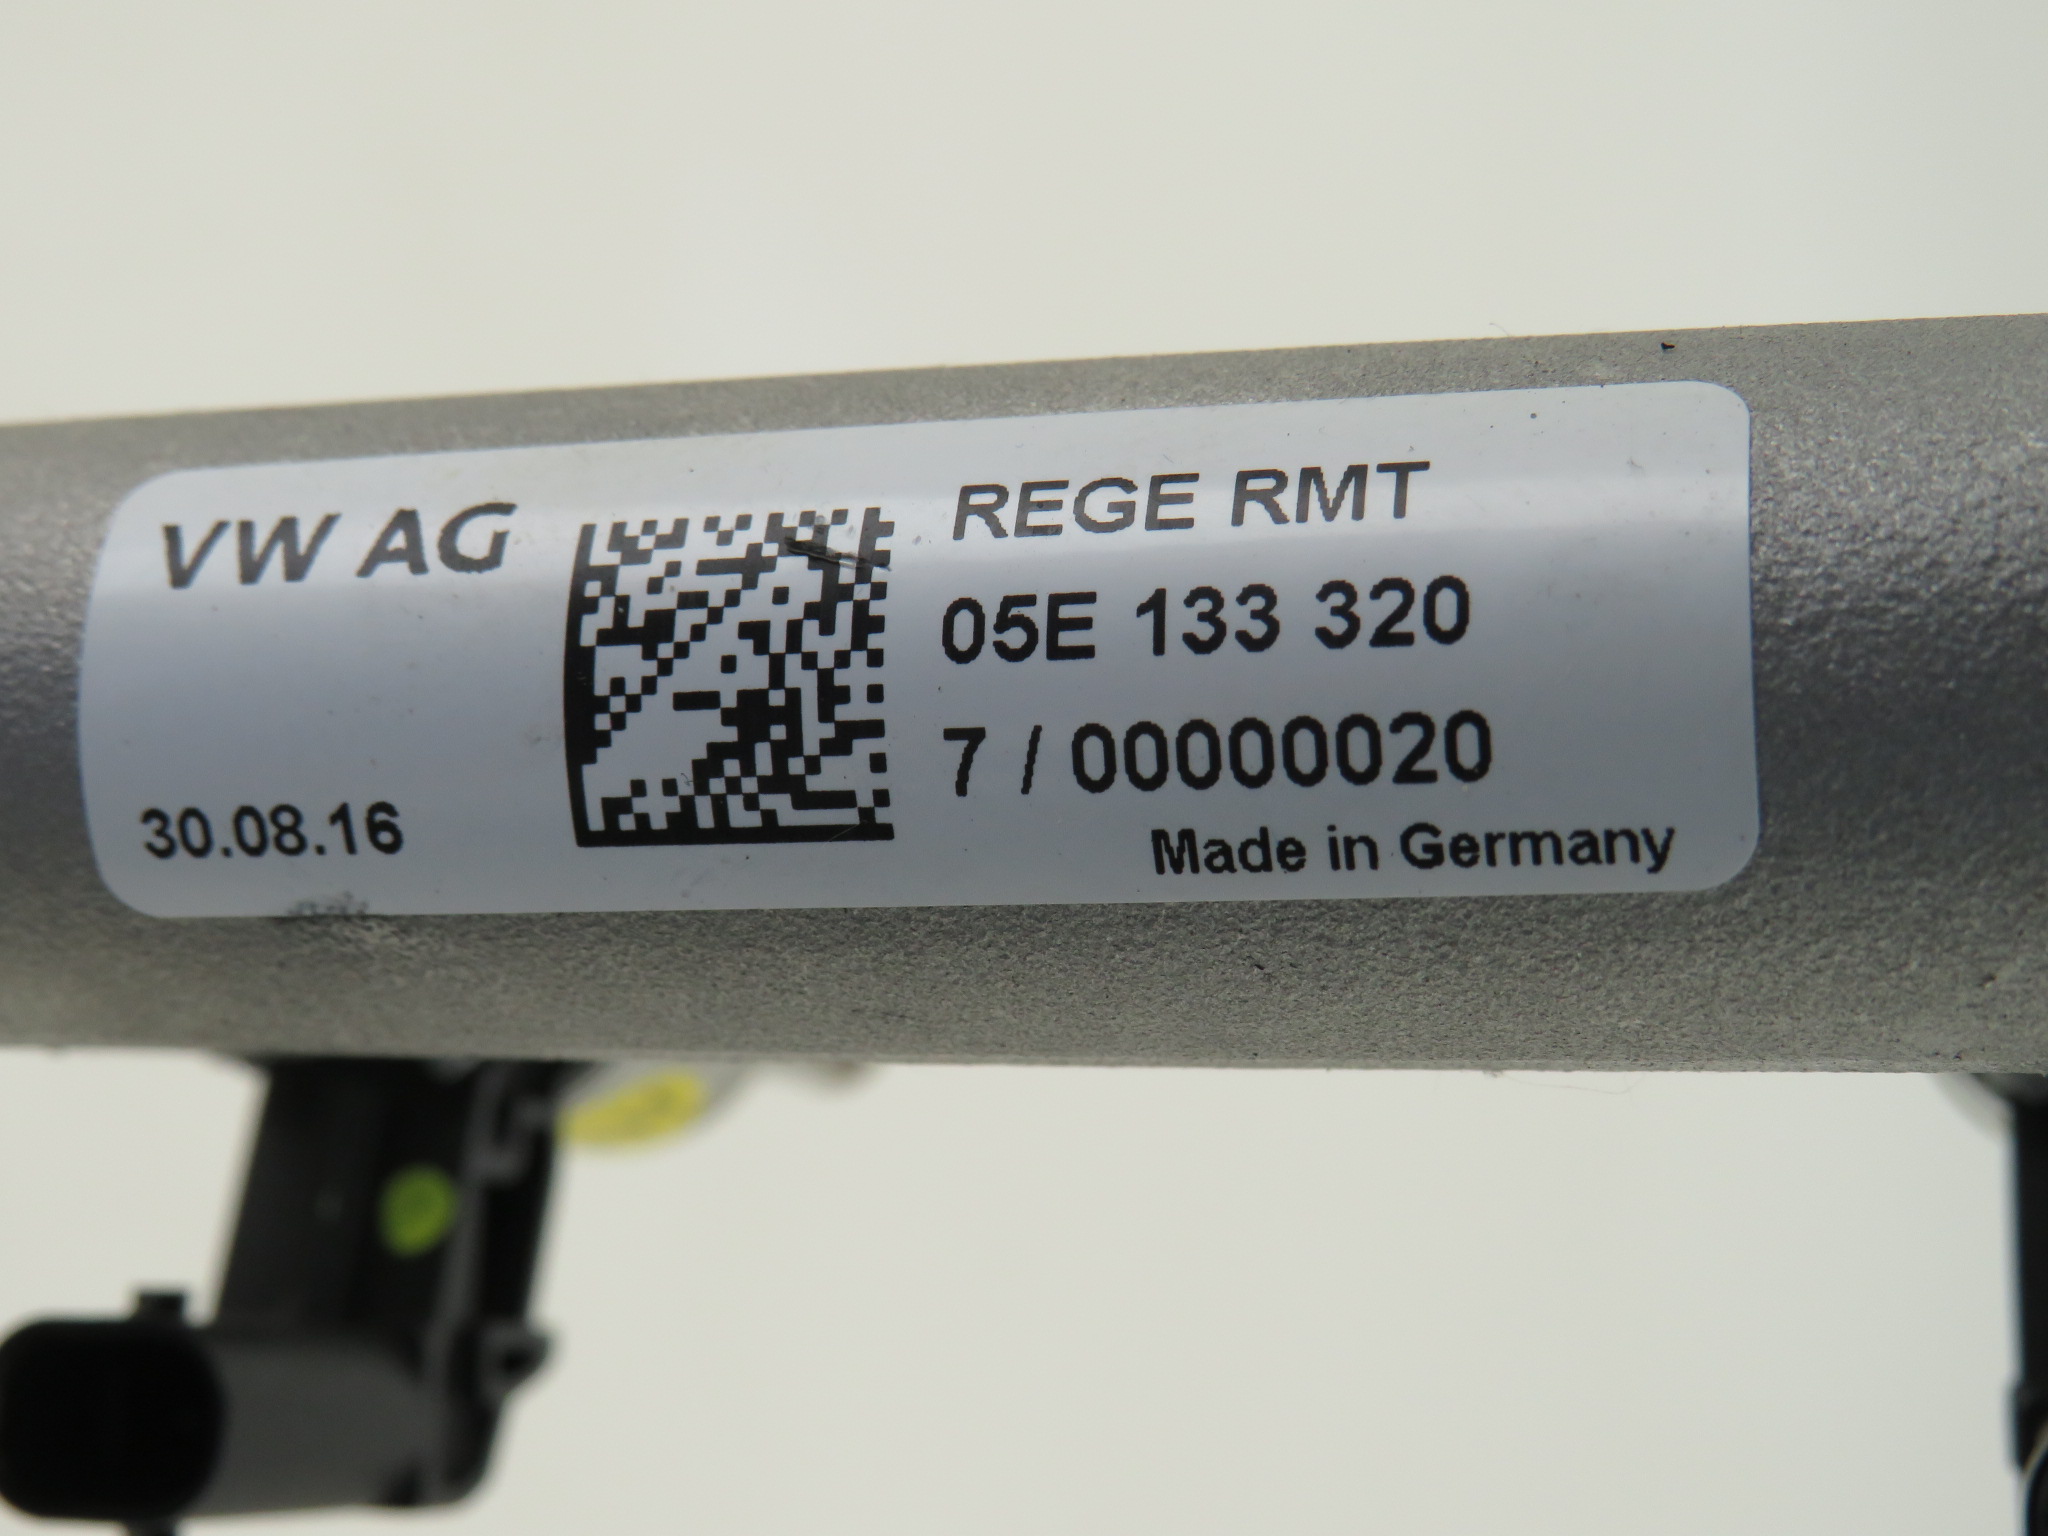 VW AG
30.08.16
REGE RMT
05E 133 320
7 / 00000020
Made in Germany